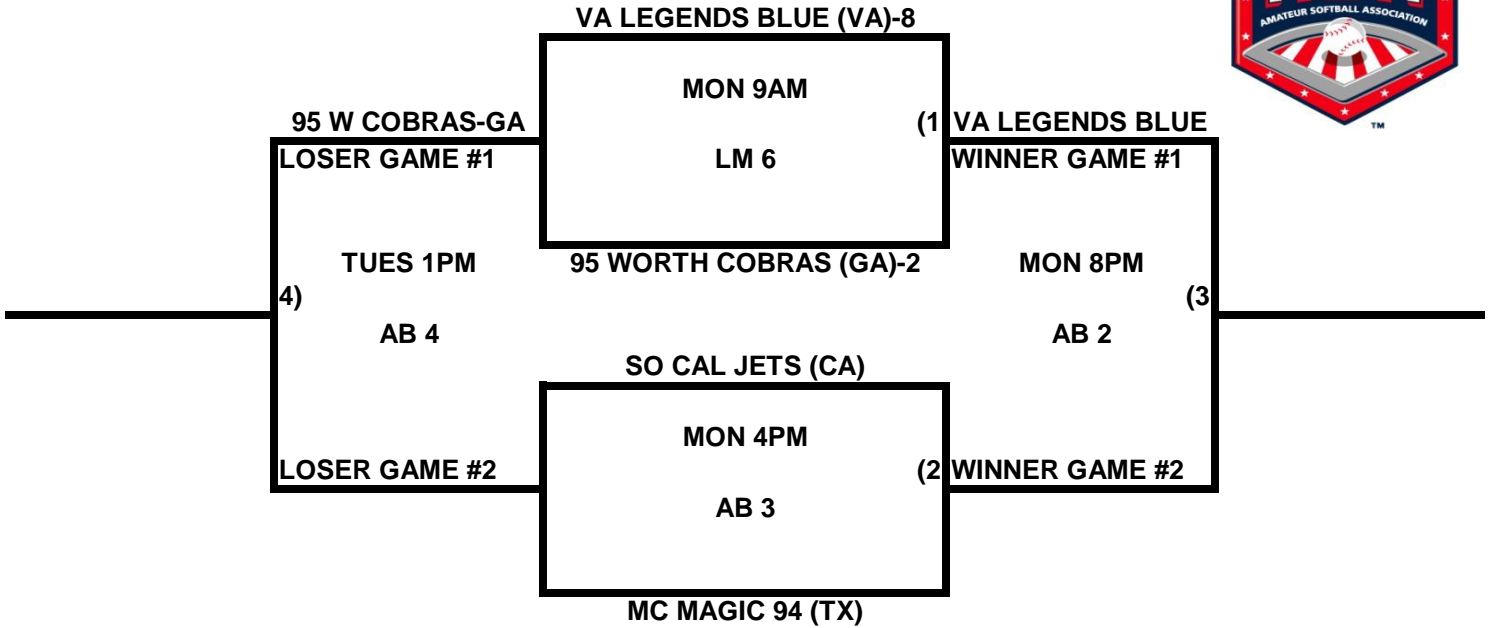 VA LEGENDS BLUE (VA)-8
AMATEUR SOFTBALL ASSOCIATION
TM
MON 9AM
95 W COBRAS-GA
(1
VA LEGENDS BLUE
LOSER GAME #1
LM 6
WINNER GAME #1
TUES 1PM
95 WORTH COBRAS (GA)-2
MON 8PM
4)
(3
AB 4
AB 2
SO CAL JETS (CA)
MON 4PM
LOSER GAME #2
(2
WINNER GAME #2
AB 3
MC MAGIC 94 (TX)